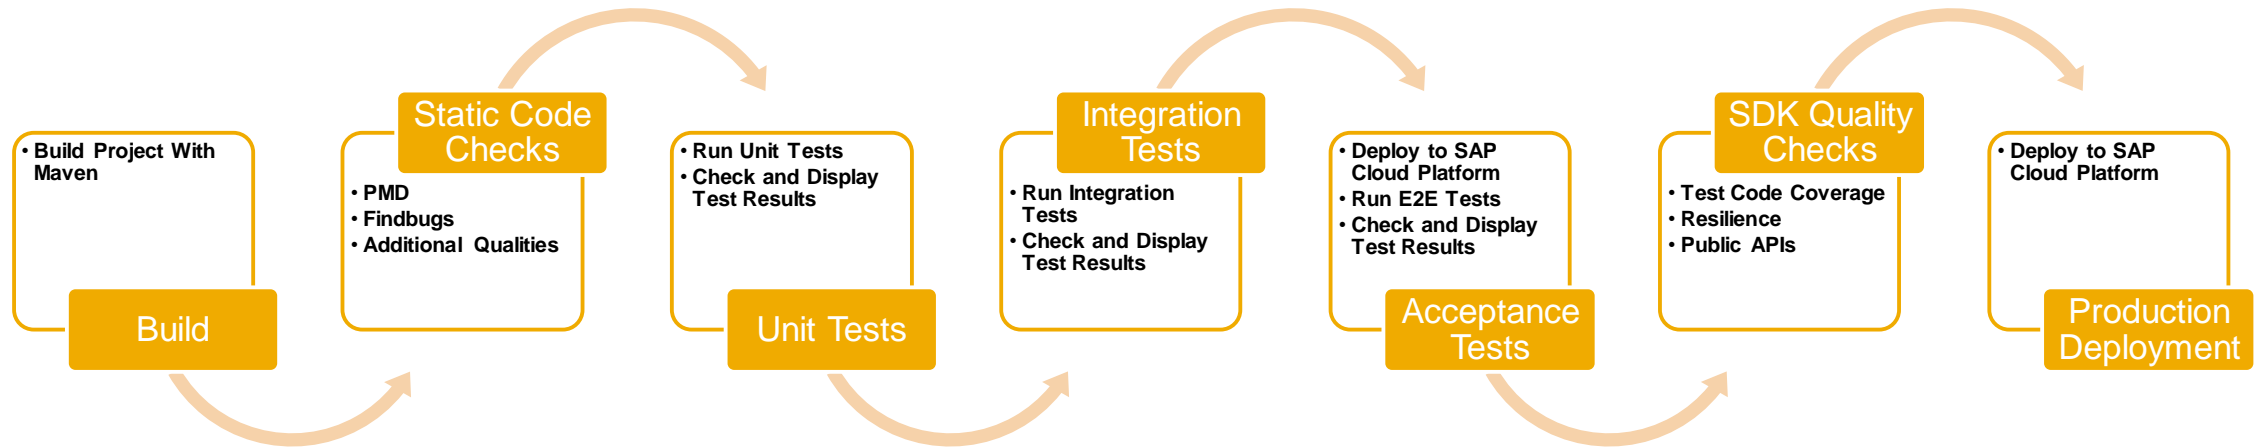 • Build Project With
Maven
Build
Static Code
Checks
• PMD
• Findbugs
• Additional Qualities
• Run Unit Tests
• Check and Display
Test Results
Unit Tests
Integration
Tests
• Run Integration
Tests
• Check and Display
Test Results
• Deploy to SAP
Cloud Platform
• Run E2E Tests
• Check and Display
Test Results
Acceptance
Tests
SDK Quality
Checks
• Test Code Coverage
• Resilience
• Public APIs
• Deploy to SAP
Cloud Platform
Production
Deployment